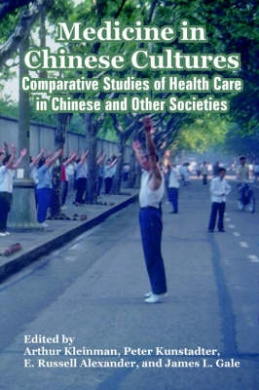 Medicine in
Chinese Cultures
Comparative Studies of Health Care
in Chinese and Other Societies
Edited by
Arthur Kleinman, Peter Kunstadter,
E. Russell Alexander, and James L. Gale